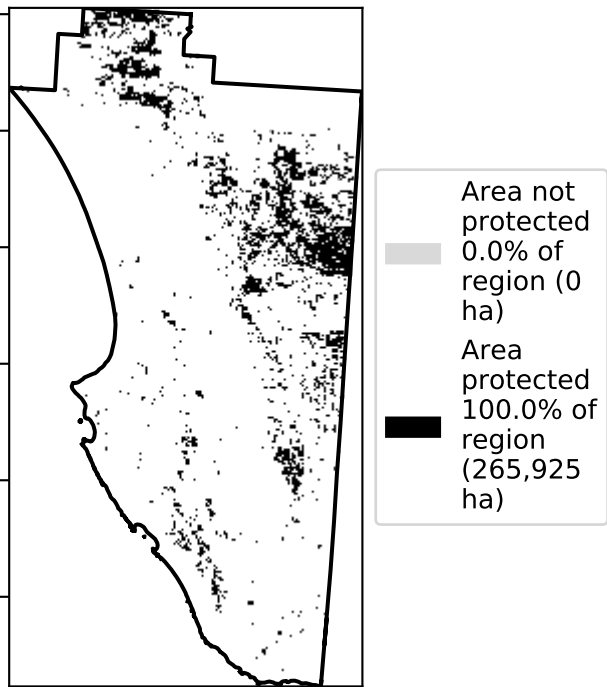 Area not
protected
0.0% of
region (0
ha)
Area
protected
100.0% of
region
(265,925
ha)